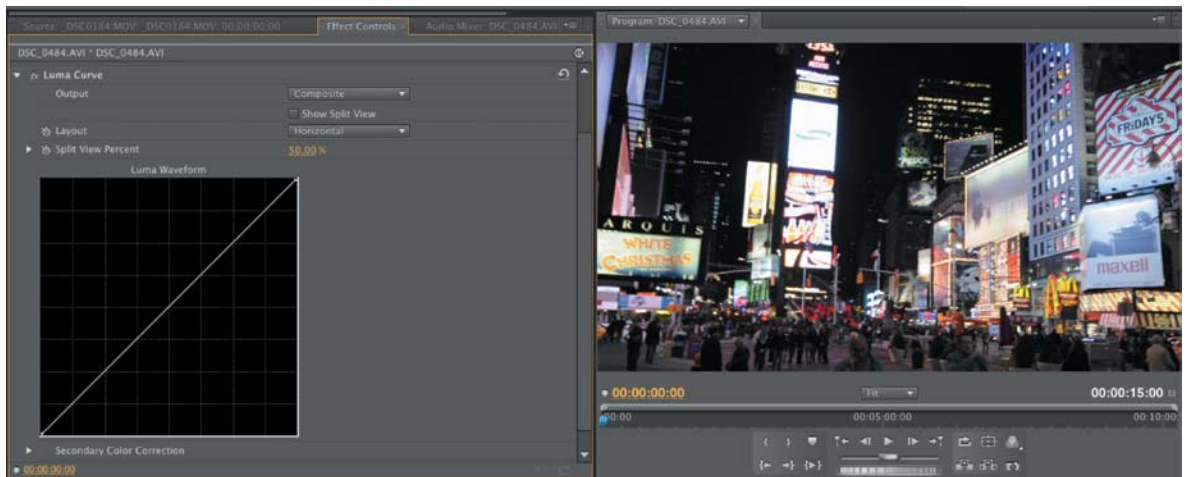 Source: _DSC0184.MOV: _DSC0184.MOV: 00:00:00:00
Effect Controls
Audio Mixer: DSC_0484.AVI
Program: DSC_0484.AVI
DSC_0484.AVI * DSC_0484.AVI
fx Luma Curve
Output
Composite
Show Split View
Layout
Horizontal
Split View Percent
50.00 %
Luma Waveform
Secondary Color Correction
00:00:00:00
FRIDAYS
ARQUIS
WHITE
CHRISTMAS
maxell
00:00:00:00
Fit
00:00:15:00
00:00
00:05:00:00
00:10:00